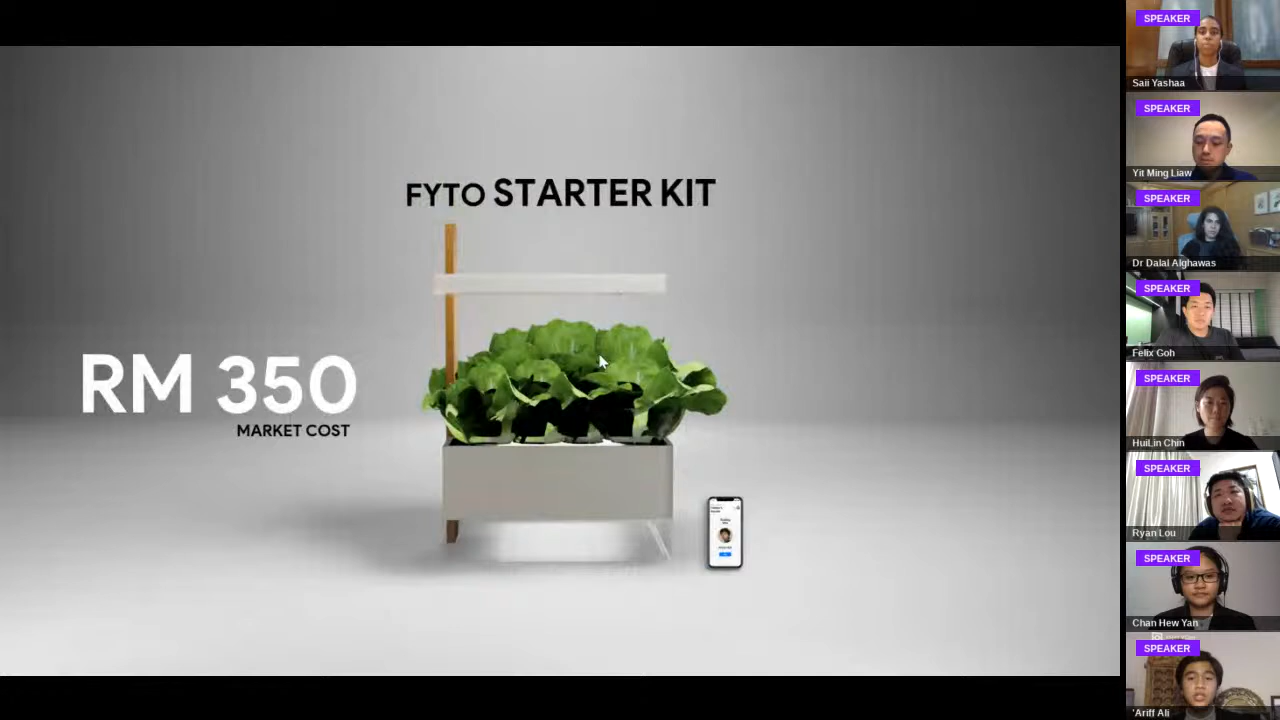 FYTO STARTER KIT
RM 350
MARKET COST
SPEAKER
Saii Yashaa
SPEAKER
Yit Ming Liaw
SPEAKER
Dr Dalal Alghawas
SPEAKER
Felix Goh
SPEAKER
HuiLin Chin
SPEAKER
Ryan Lou
SPEAKER
Chan Hew Yan
SPEAKER
'Ariff Ali